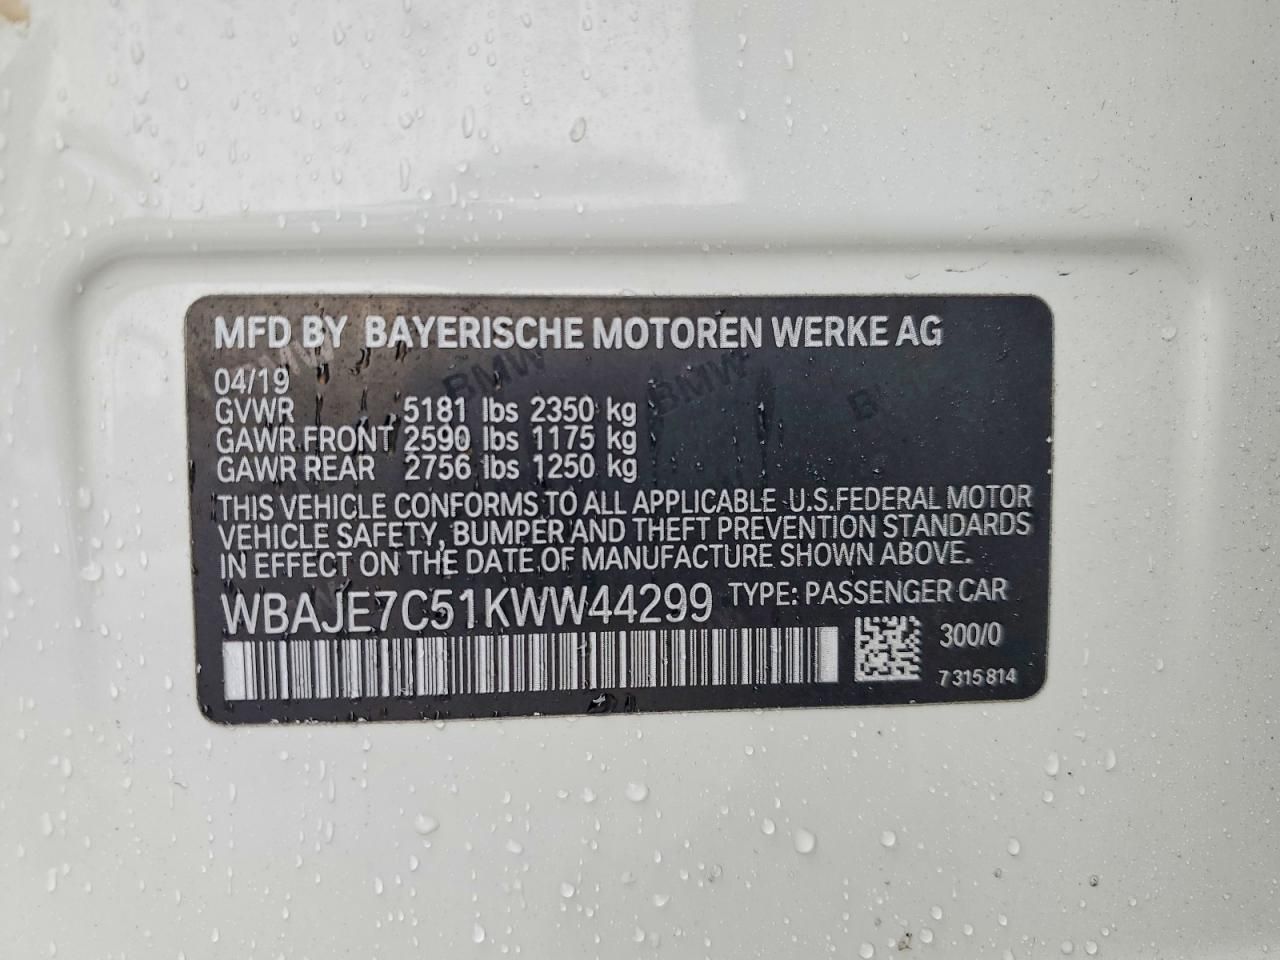 MFD BY BAYERISCHE MOTOREN WERKE AG
04/19
GVWR 5181 lbs 2350 kg
GAWR FRONT 2590 lbs 1175 kg
GAWR REAR 2756 lbs 1250 kg
THIS VEHICLE CONFORMS TO ALL APPLICABLE U.S.FEDERAL MOTOR
VEHICLE SAFETY, BUMPER AND THEFT PREVENTION STANDARDS
IN EFFECT ON THE DATE OF MANUFACTURE SHOWN ABOVE.
WBAJE7C51KWW44299 TYPE: PASSENGER CAR
300/0
7 315 814
BMW BMW BMW